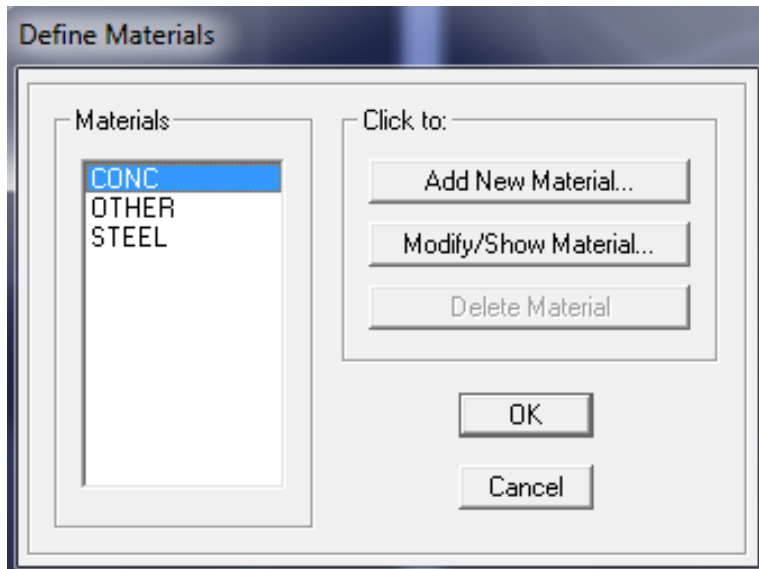 Define Materials
Materials
CONC
OTHER
STEEL
Click to:
Add New Material...
Modify/Show Material...
Delete Material
OK
Cancel